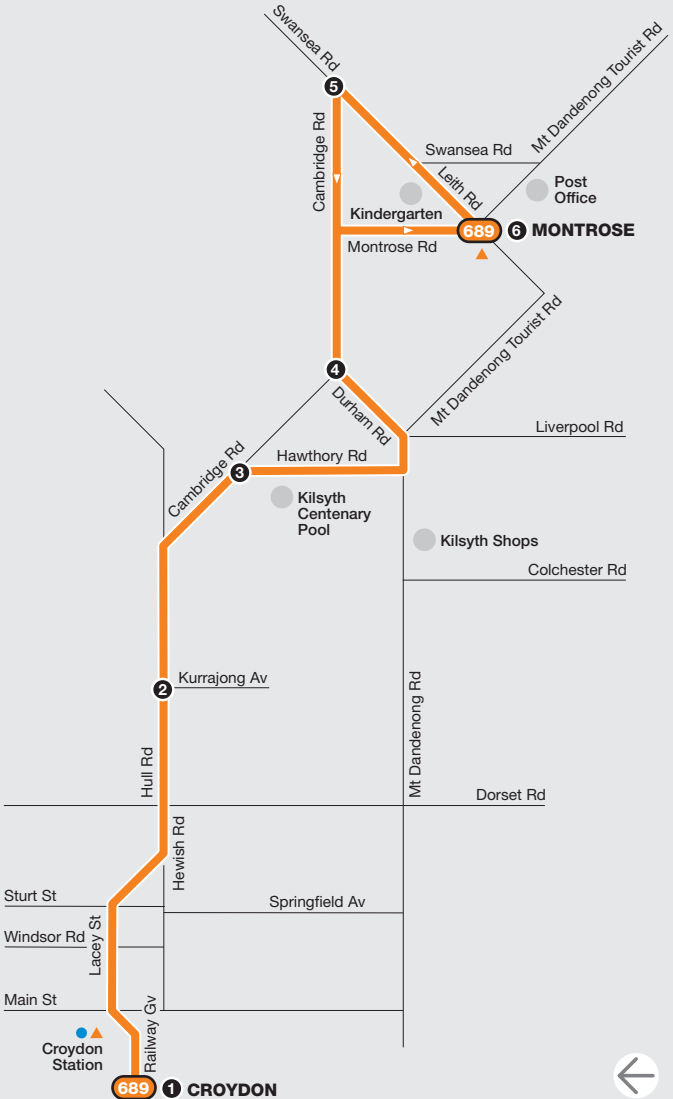 Swansea Rd
Mt Dandenong Tourist Rd
5
Cambridge Rd
Swansea Rd
Leith Rd
Post
Office
Kindergarten
689 6 MONTROSE
Montrose Rd
Mt Dandenong Tourist Rd
4
Durham Rd
Liverpool Rd
Cambridge Rd
Hawthory Rd
3
Kilsyth
Centenary
Pool
Kilsyth Shops
Colchester Rd
2
Kurrajong Av
Mt Dandenong Rd
Hull Rd
Dorset Rd
Hewish Rd
Sturt St
Springfield Av
Lacey St
Windsor Rd
Main St
Railway Gv
Croydon
Station
689 1 CROYDON